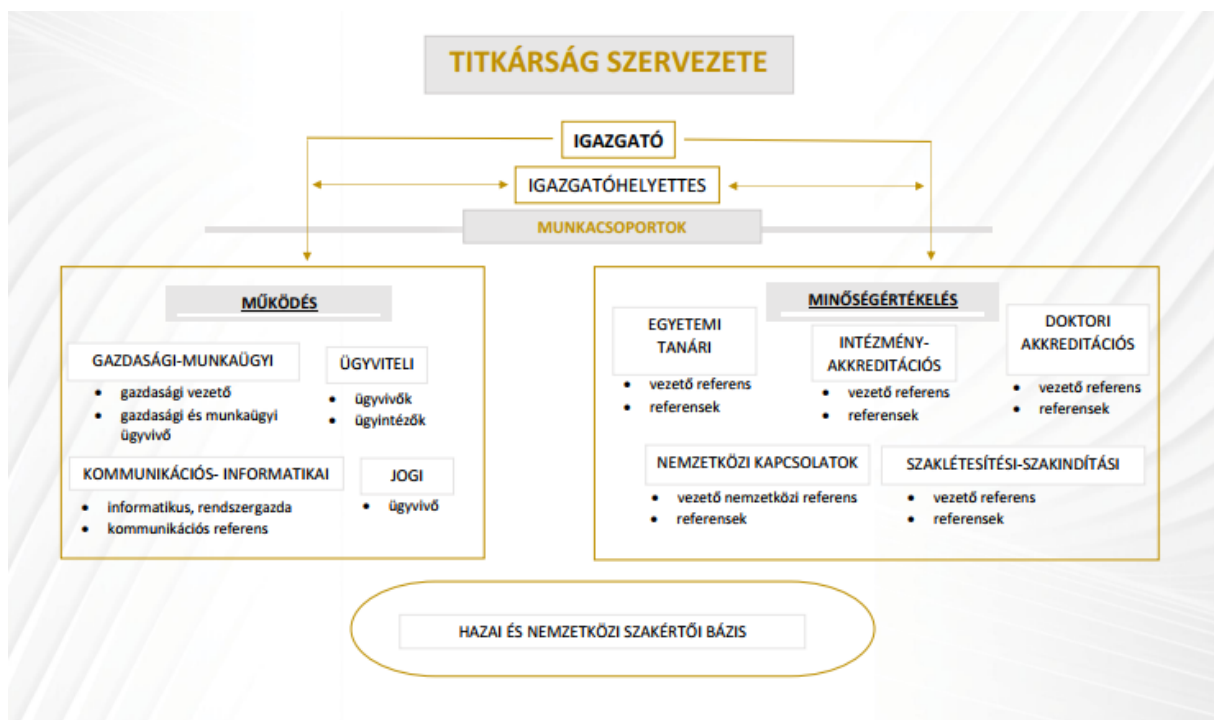 TITKÁRSÁG SZERVEZETE
IGAZGATÓ
IGAZGATÓHELYETTES
MUNKACSOPORTOK
MŰKÖDÉS
GAZDASÁGI-MUNKAÜGYI
• gazdasági vezető
• gazdasági és munkaügyi
ügyvivő
ÜGYVITELI
• ügyvivők
• ügyintézők
KOMMUNIKÁCIÓS- INFORMATIKAI
• informatikus, rendszergazda
• kommunikációs referens
JOGI
• ügyvivő
MINŐSÉGÉRTÉKELÉS
EGYETEMI
TANÁRI
• vezető referens
• referensek
INTÉZMÉNY-
AKKREDITÁCIÓS
• vezető referens
• referensek
DOKTORI
AKKREDITÁCIÓS
• vezető referens
• referensek
NEMZETKÖZI KAPCSOLATOK
• vezető nemzetközi referens
• referensek
SZAKLÉTESÍTÉSI-SZAKINDÍTÁSI
• vezető referens
• referensek
HAZAI ÉS NEMZETKÖZI SZAKÉRTŐI BÁZIS